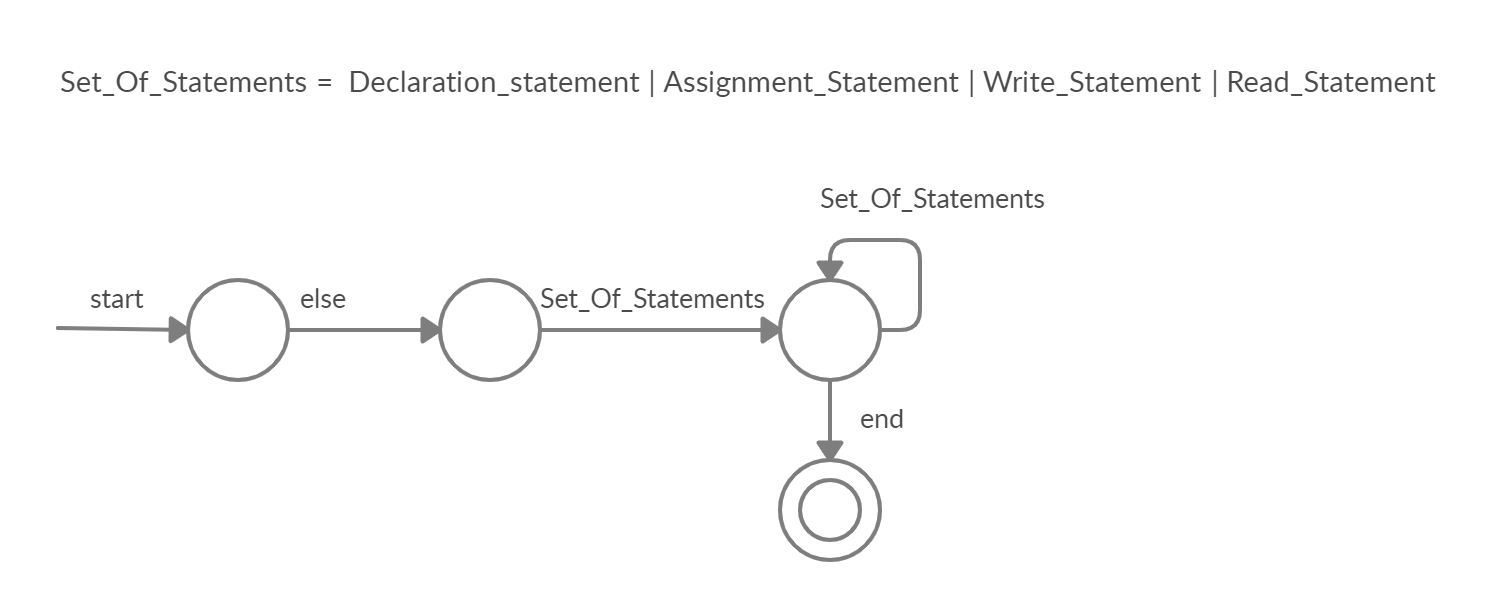 Set_Of_Statements = Declaration_statement | Assignment_Statement | Write_Statement | Read_Statement
Set_Of_Statements
start
else
Set_Of_Statements
end